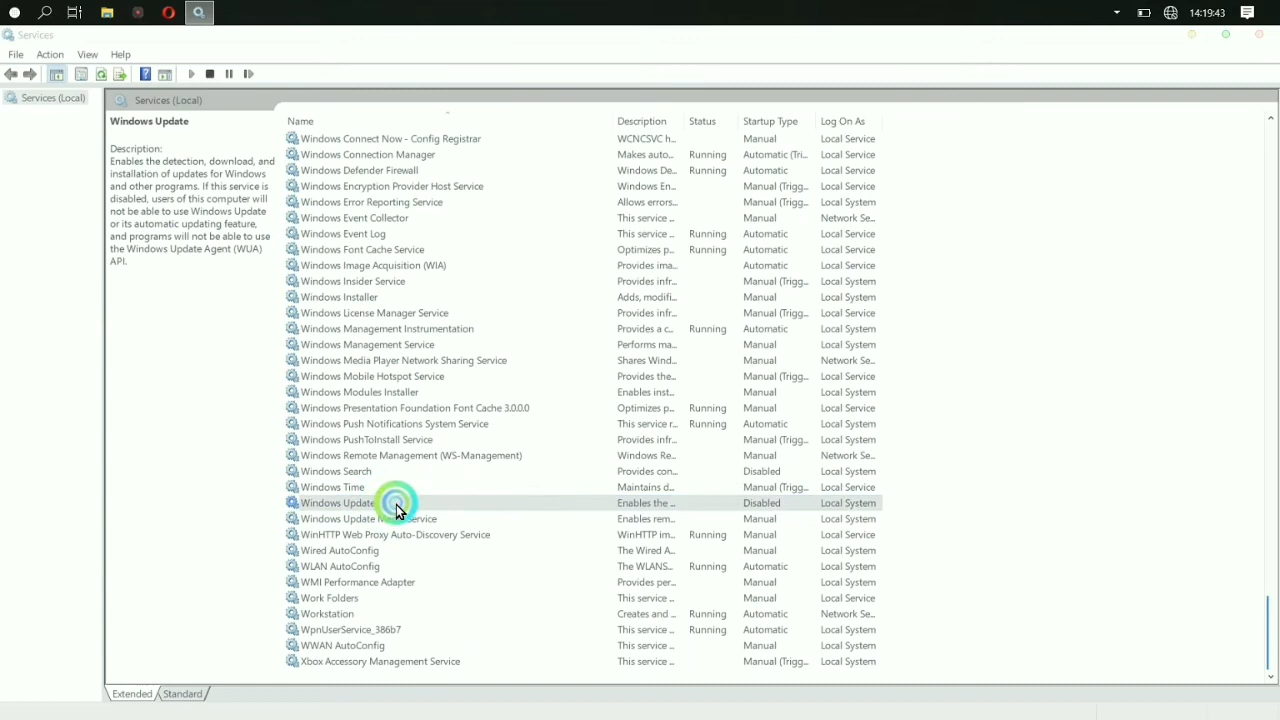 14:19:43
Services
File Action View Help
Services (Local)
Services (Local)
Windows Update
Description:
Enables the detection, download, and
installation of updates for Windows
and other programs. If this service is
disabled, users of this computer will
not be able to use Windows Update
or its automatic updating feature,
and programs will not be able to use
the Windows Update Agent (WUA)
API.
Name Description Status Startup Type Log On As
Windows Connect Now - Config Registrar WCNCSVC h... Manual Local Service
Windows Connection Manager Makes auto... Running Automatic (Tri... Local Service
Windows Defender Firewall Windows De... Running Automatic Local Service
Windows Encryption Provider Host Service Windows En... Manual (Trigg... Local Service
Windows Error Reporting Service Allows errors... Manual (Trigg... Local System
Windows Event Collector This service ... Manual Network Se...
Windows Event Log This service ... Running Automatic Local Service
Windows Font Cache Service Optimizes p... Running Automatic Local Service
Windows Image Acquisition (WIA) Provides ima... Automatic Local Service
Windows Insider Service Provides infr... Manual (Trigg... Local System
Windows Installer Adds, modifi... Manual Local System
Windows License Manager Service Provides infr... Manual (Trigg... Local Service
Windows Management Instrumentation Provides a c... Running Automatic Local System
Windows Management Service Performs ma... Manual Local System
Windows Media Player Network Sharing Service Shares Wind... Manual Network Se...
Windows Mobile Hotspot Service Provides the... Manual (Trigg... Local Service
Windows Modules Installer Enables inst... Manual Local System
Windows Presentation Foundation Font Cache 3.0.0.0 Optimizes p... Running Manual Local Service
Windows Push Notifications System Service This service r... Running Automatic Local System
Windows PushToInstall Service Provides infr... Manual (Trigg... Local System
Windows Remote Management (WS-Management) Windows Re... Manual Network Se...
Windows Search Provides con... Disabled Local System
Windows Time Maintains d... Manual (Trigg... Local Service
Windows Update Enables the ... Disabled Local System
Windows Update Service Enables rem... Manual Local System
WinHTTP Web Proxy Auto-Discovery Service WinHTTP im... Running Manual Local Service
Wired AutoConfig The Wired A... Manual Local System
WLAN AutoConfig The WLANS... Running Automatic Local System
WMI Performance Adapter Provides per... Manual Local System
Work Folders This service ... Manual Local Service
Workstation Creates and ... Running Automatic Network Se...
WpnUserService_386b7 This service ... Running Automatic Local System
WWAN AutoConfig This service ... Manual Local System
Xbox Accessory Management Service This service ... Manual (Trigg... Local System
Extended Standard